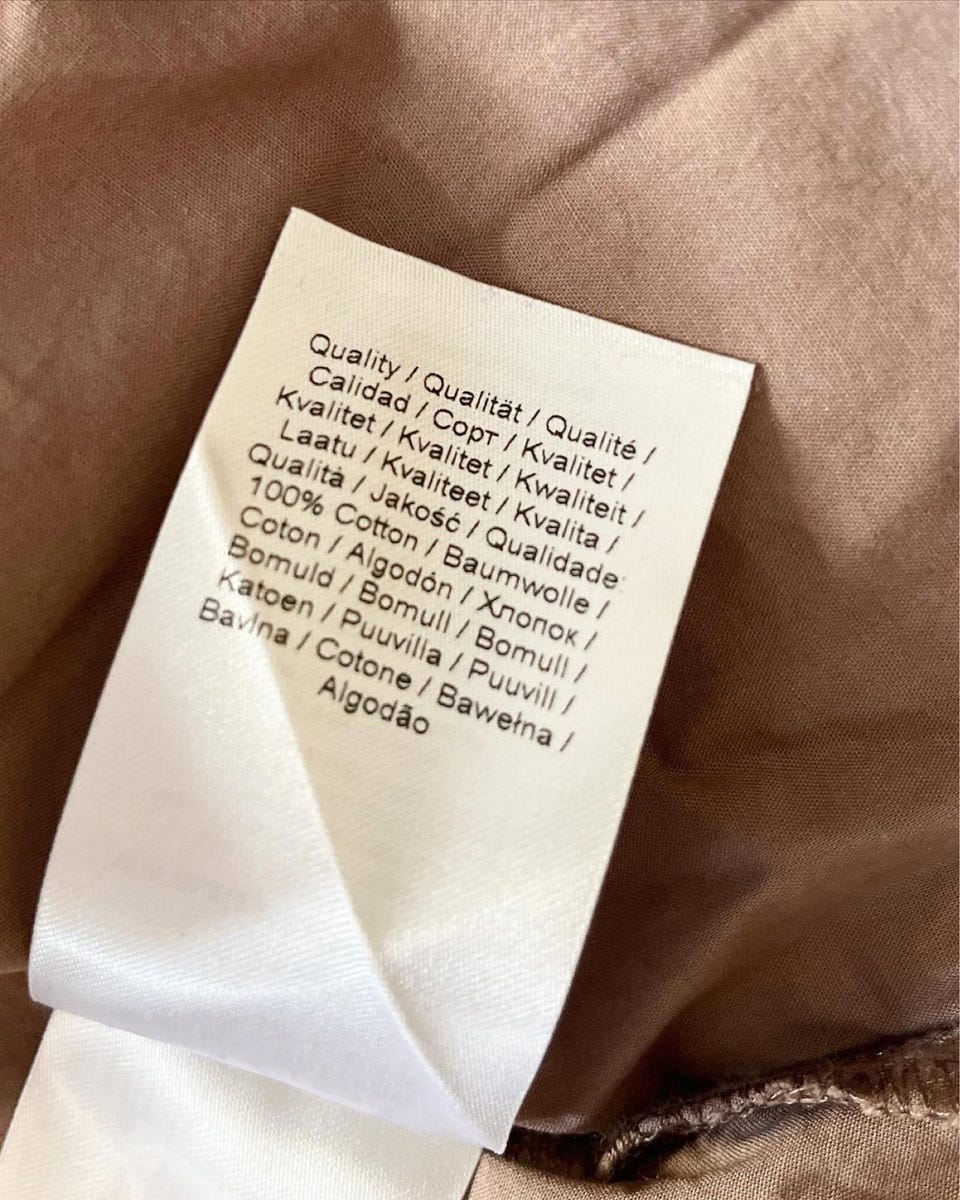 Quality / Qualität / Qualité /
Calidad / Сорт / Kvalitet /
Kvalitet / Kvalitet / Kwaliteit /
Laatu / Kvaliteet / Kvalita /
Qualità / Jakość / Qualidade:
100% Cotton / Baumwolle /
Coton / Algodón / Хлопок /
Bomuld / Bomull / Bomull /
Katoen / Puuvilla / Puuvill /
Bavlna / Cotone / Bawełna /
Algodão